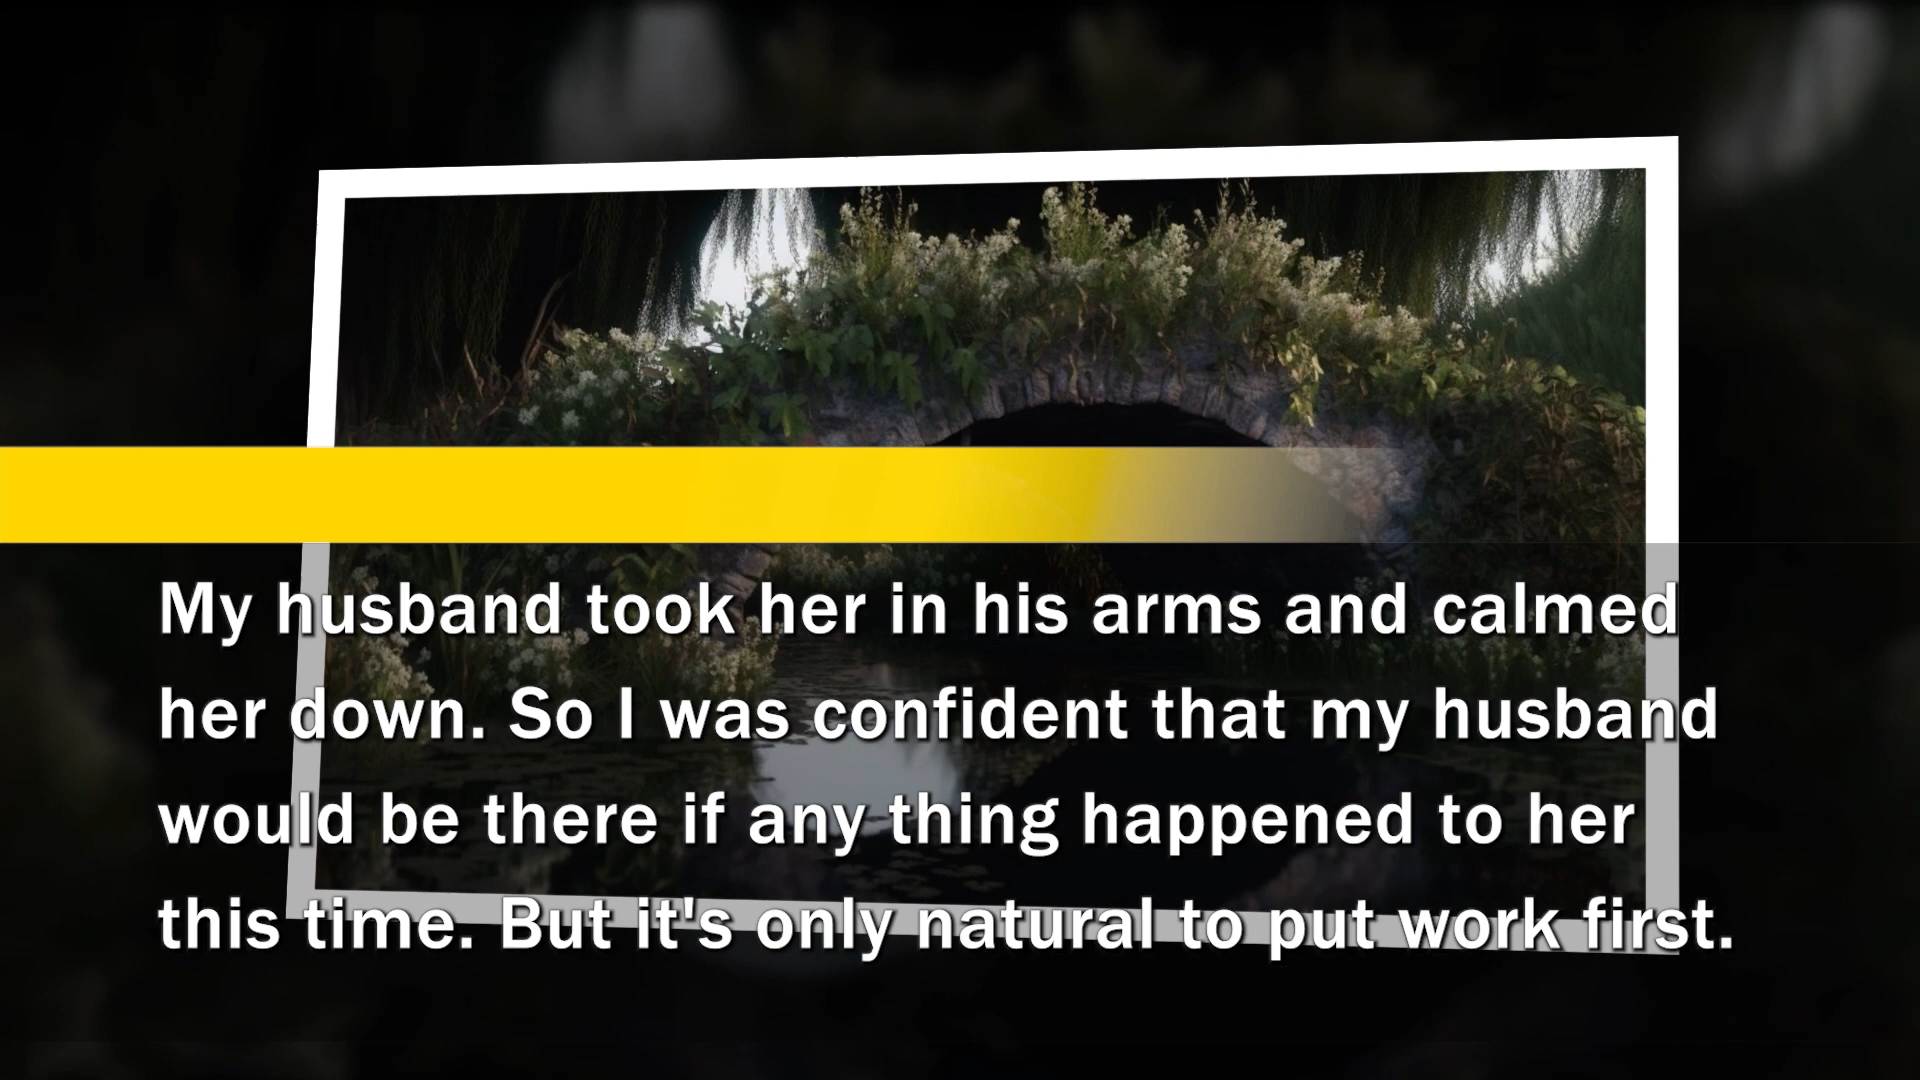 My husband took her in his arms and calmed
her down. So I was confident that my husband
would be there if any thing happened to her
this time. But it's only natural to put work first.